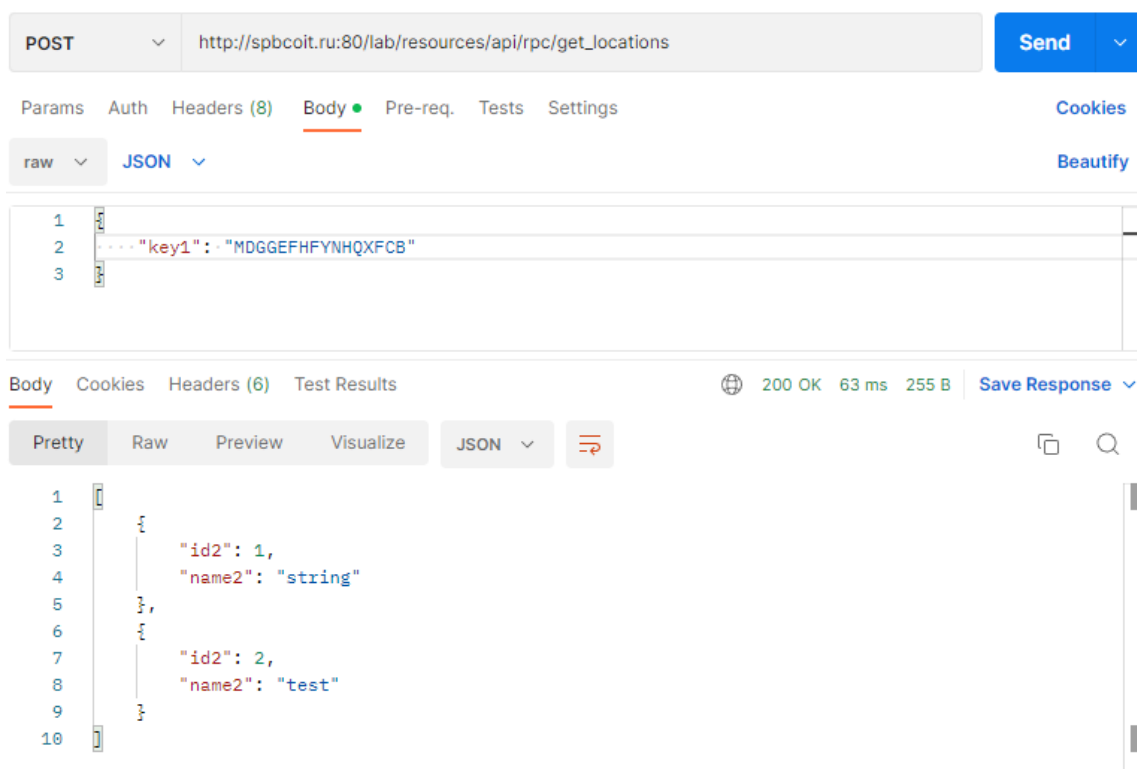 POST http://spbcoit.ru:80/lab/resources/api/rpc/get_locations Send
Params Auth Headers (8) Body Pre-req. Tests Settings Cookies
raw JSON Beautify
1 {
2 ····"key1":·"MDGGEFHFYNHQXFCB"
3 }
Body Cookies Headers (6) Test Results 200 OK 63 ms 255 B Save Response
Pretty Raw Preview Visualize JSON
1 [
2 {
3 "id2": 1,
4 "name2": "string"
5 },
6 {
7 "id2": 2,
8 "name2": "test"
9 }
10 ]